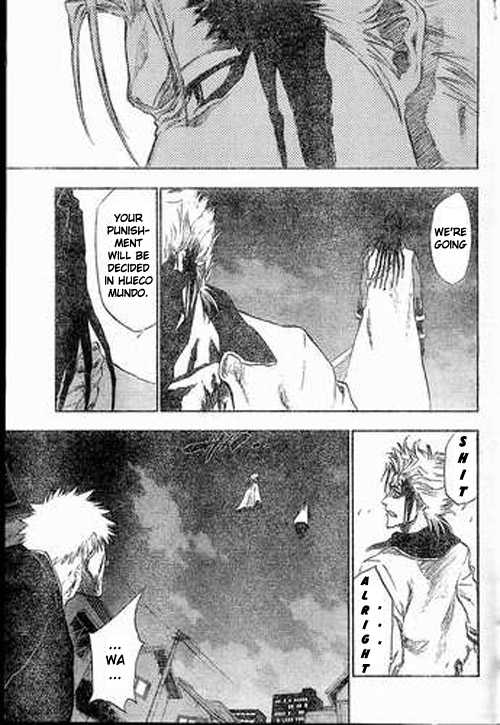 WE'RE
GOING
YOUR
PUNISH-
MENT
WILL BE
DECIDED
IN HUECO
MUNDO.
SHIT
....
ALRIGHT
...
WA
...